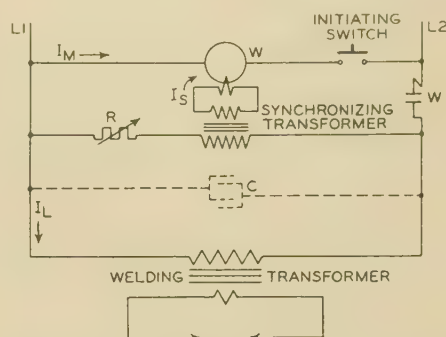 L1
INITIATING
SWITCH
L2
I_M
W
W
I_S
R
SYNCHRONIZING
TRANSFORMER
C
I_L
WELDING TRANSFORMER